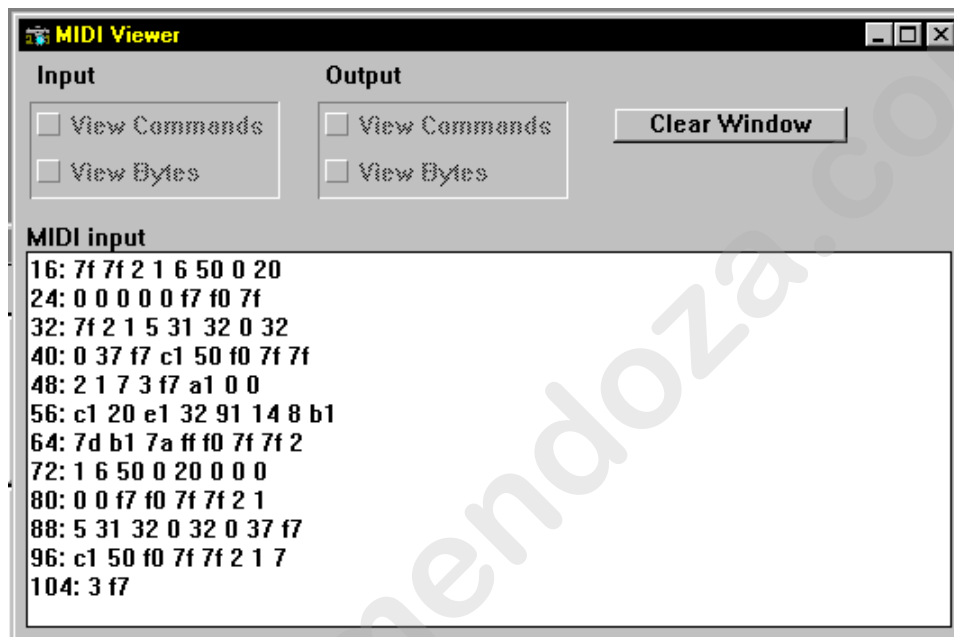 MIDI Viewer
Input Output
View Commands View Commands Clear Window
View Bytes View Bytes
MIDI input
16: 7f 7f 2 1 6 50 0 20
24: 0 0 0 0 0 f7 f0 7f
32: 7f 2 1 5 31 32 0 32
40: 0 37 f7 c1 50 f0 7f 7f
48: 2 1 7 3 f7 a1 0 0
56: c1 20 e1 32 91 14 8 b1
64: 7d b1 7a ff f0 7f 7f 2
72: 1 6 50 0 20 0 0 0
80: 0 0 f7 f0 7f 7f 2 1
88: 5 31 32 0 32 0 37 f7
96: c1 50 f0 7f 7f 2 1 7
104: 3 f7
mendoza.co